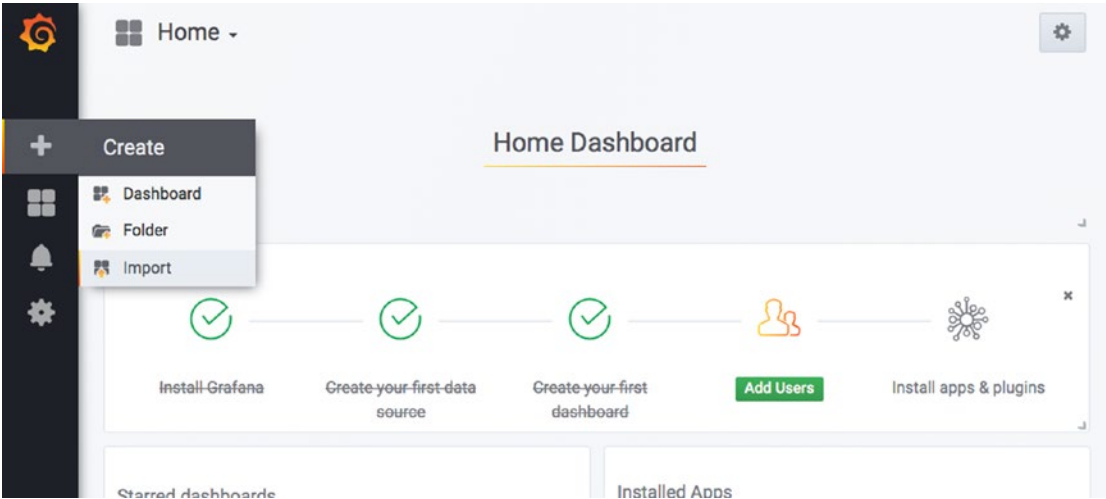 Home
Create
Home Dashboard
Dashboard
Folder
Import
Install Grafana
Create your first data
source
Create your first
dashboard
Add Users
Install apps & plugins
Starred dashboards
Installed Apps